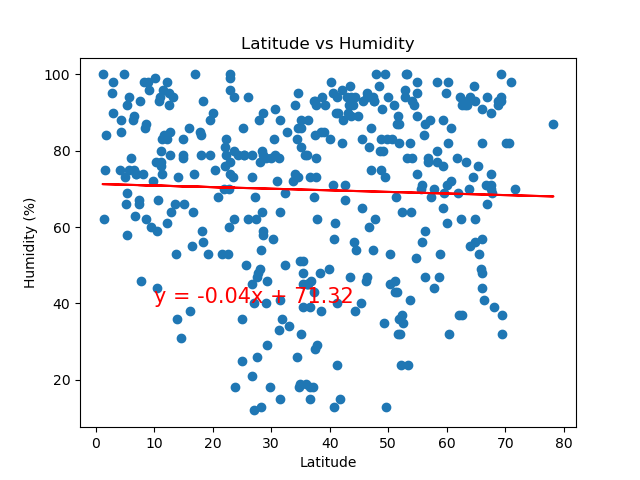 Latitude vs Humidity
100
80
60
40
20
Humidity (%)
y = -0.04x + 71.32
0 10 20 30 40 50 60 70 80
Latitude